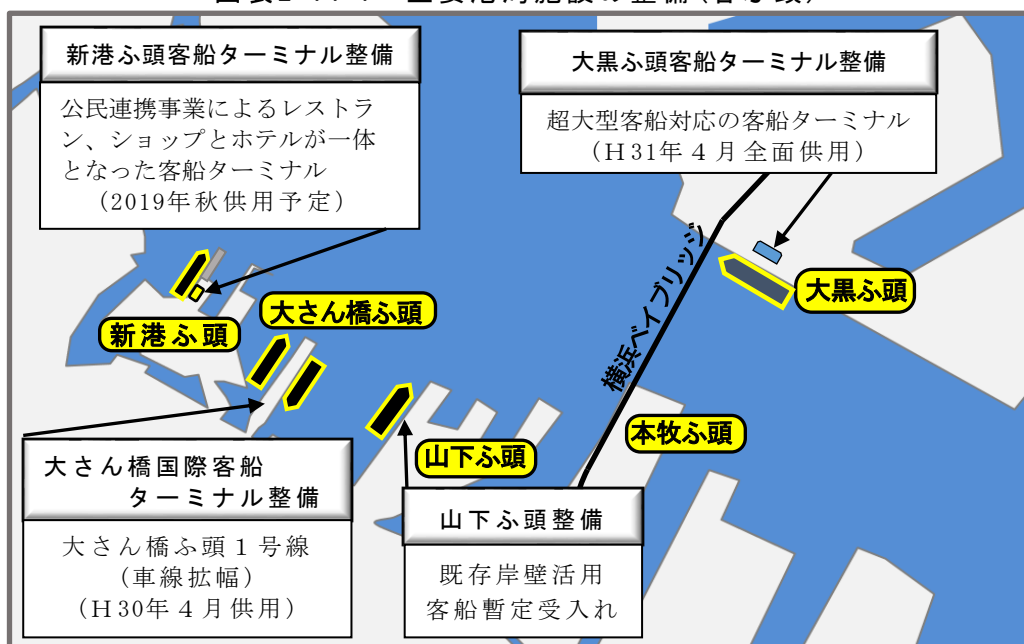 新港ふ頭客船ターミナル整備
公民連携事業によるレストラ
ン、ショップとホテルが一体
となった客船ターミナル
（2019年秋供用予定）
大黒ふ頭客船ターミナル整備
超大型客船対応の客船ターミナル
（H31年４月全面供用）
横浜ベイブリッジ
大黒ふ頭
大さん橋ふ頭
新港ふ頭
本牧ふ頭
山下ふ頭
大さん橋国際客船
ターミナル整備
大さん橋ふ頭１号線
（車線拡幅）
（H30年４月供用）
山下ふ頭整備
既存岸壁活用
客船暫定受入れ